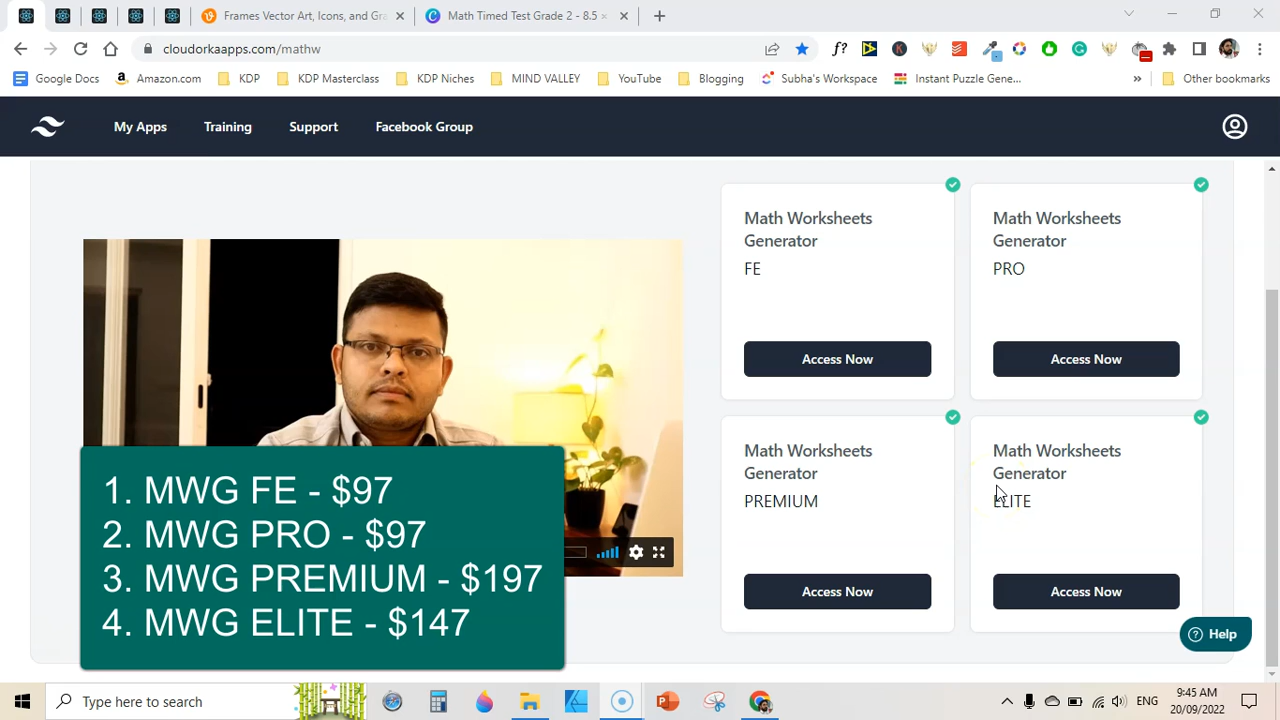 Frames Vector Art, Icons, and Gra
Math Timed Test Grade 2 - 8.5 ×
cloudorkaapps.com/mathw
f?
Google Docs
Amazon.com
KDP
KDP Masterclass
KDP Niches
MIND VALLEY
YouTube
Blogging
Subha's Workspace
Instant Puzzle Gene...
»
Other bookmarks
My Apps
Training
Support
Facebook Group
Math Worksheets
Generator
FE
Access Now
Math Worksheets
Generator
PRO
Access Now
Math Worksheets
Generator
PREMIUM
Access Now
Math Worksheets
Generator
ELITE
Access Now
1. MWG FE - $97
2. MWG PRO - $97
3. MWG PREMIUM - $197
4. MWG ELITE - $147
Help
Type here to search
ENG
9:45 AM
20/09/2022